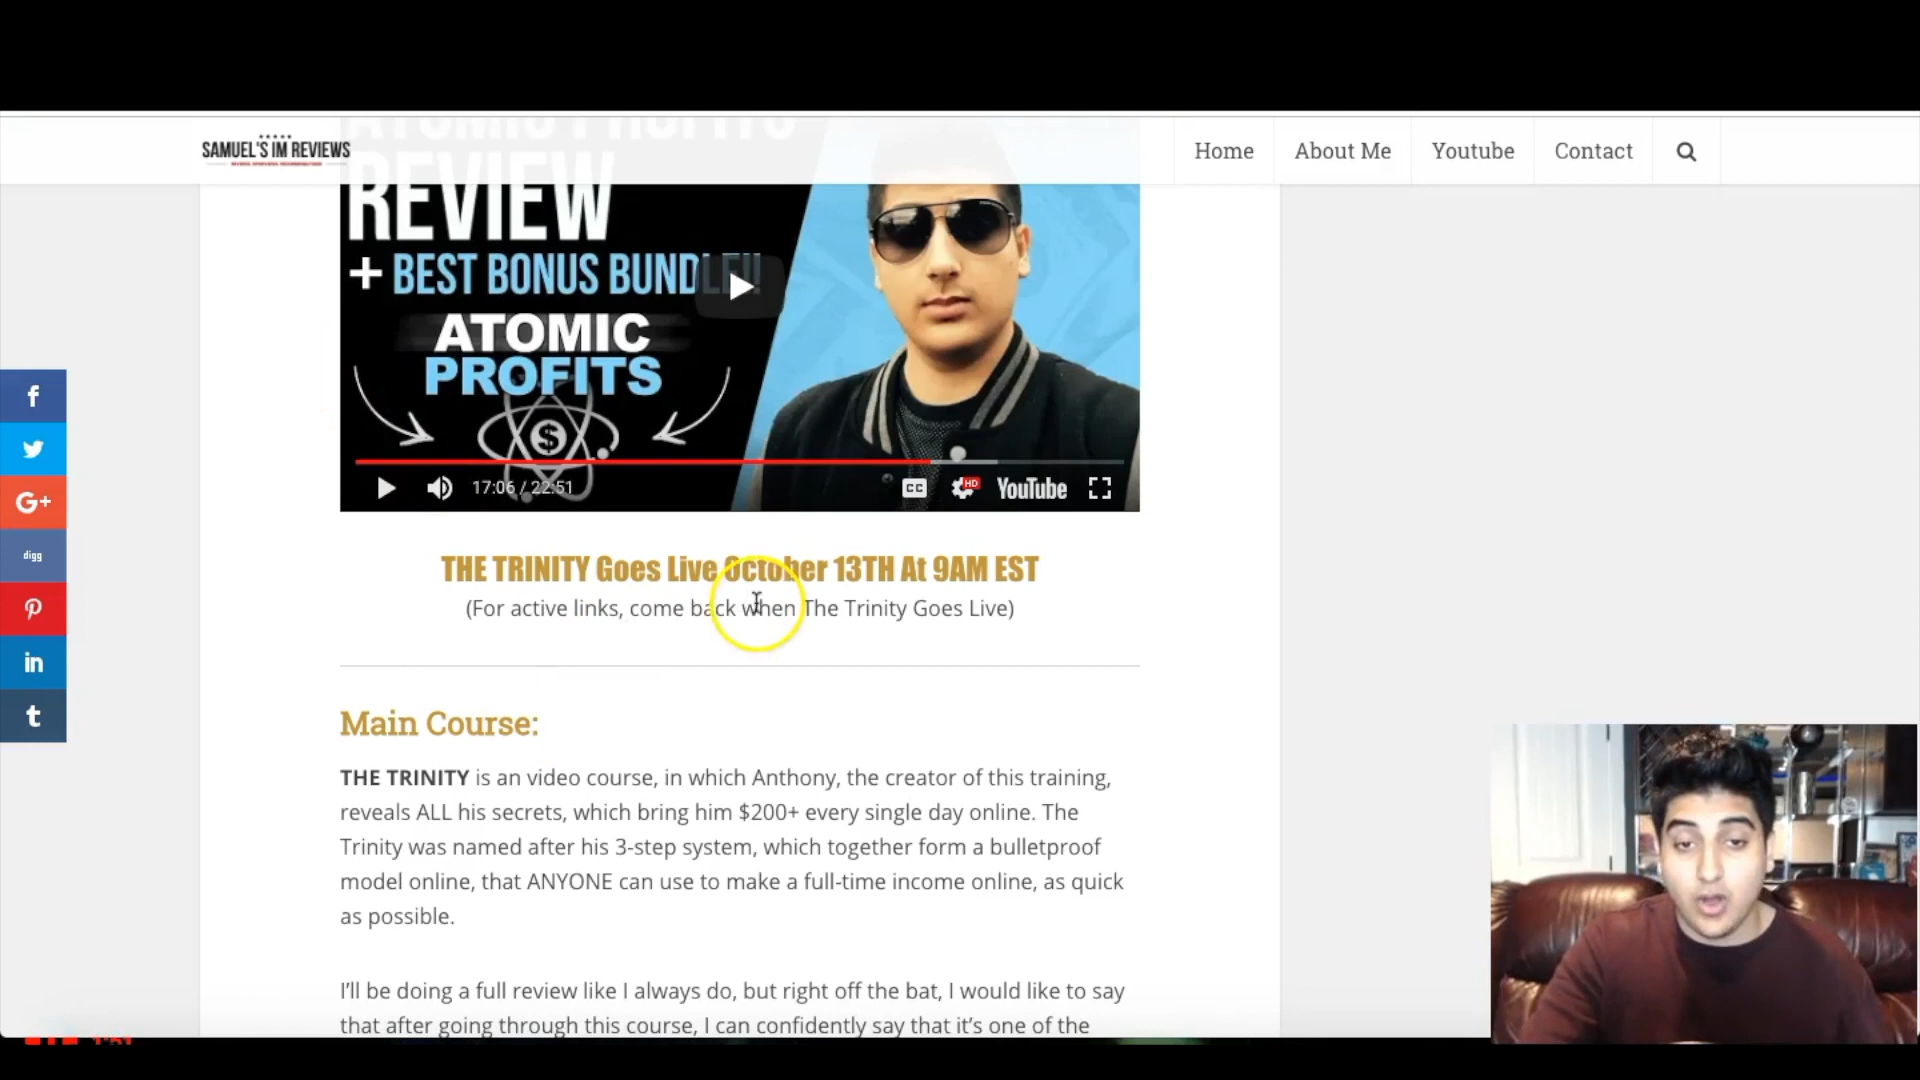 SAMUEL'S IM REVIEWS
Home
About Me
Youtube
Contact
ATOMIC PROFITS
REVIEW
+ BEST BONUS BUNDLE!!
ATOMIC
PROFITS
$
17:06 / 22:51
CC
HD
YouTube
f
G+
digg
in
t
THE TRINITY Goes Live October 13TH At 9AM EST
(For active links, come back when The Trinity Goes Live)
Main Course:
THE TRINITY is an video course, in which Anthony, the creator of this training,
reveals ALL his secrets, which bring him $200+ every single day online. The
Trinity was named after his 3-step system, which together form a bulletproof
model online, that ANYONE can use to make a full-time income online, as quick
as possible.
I'll be doing a full review like I always do, but right off the bat, I would like to say
that after going through this course, I can confidently say that it's one of the